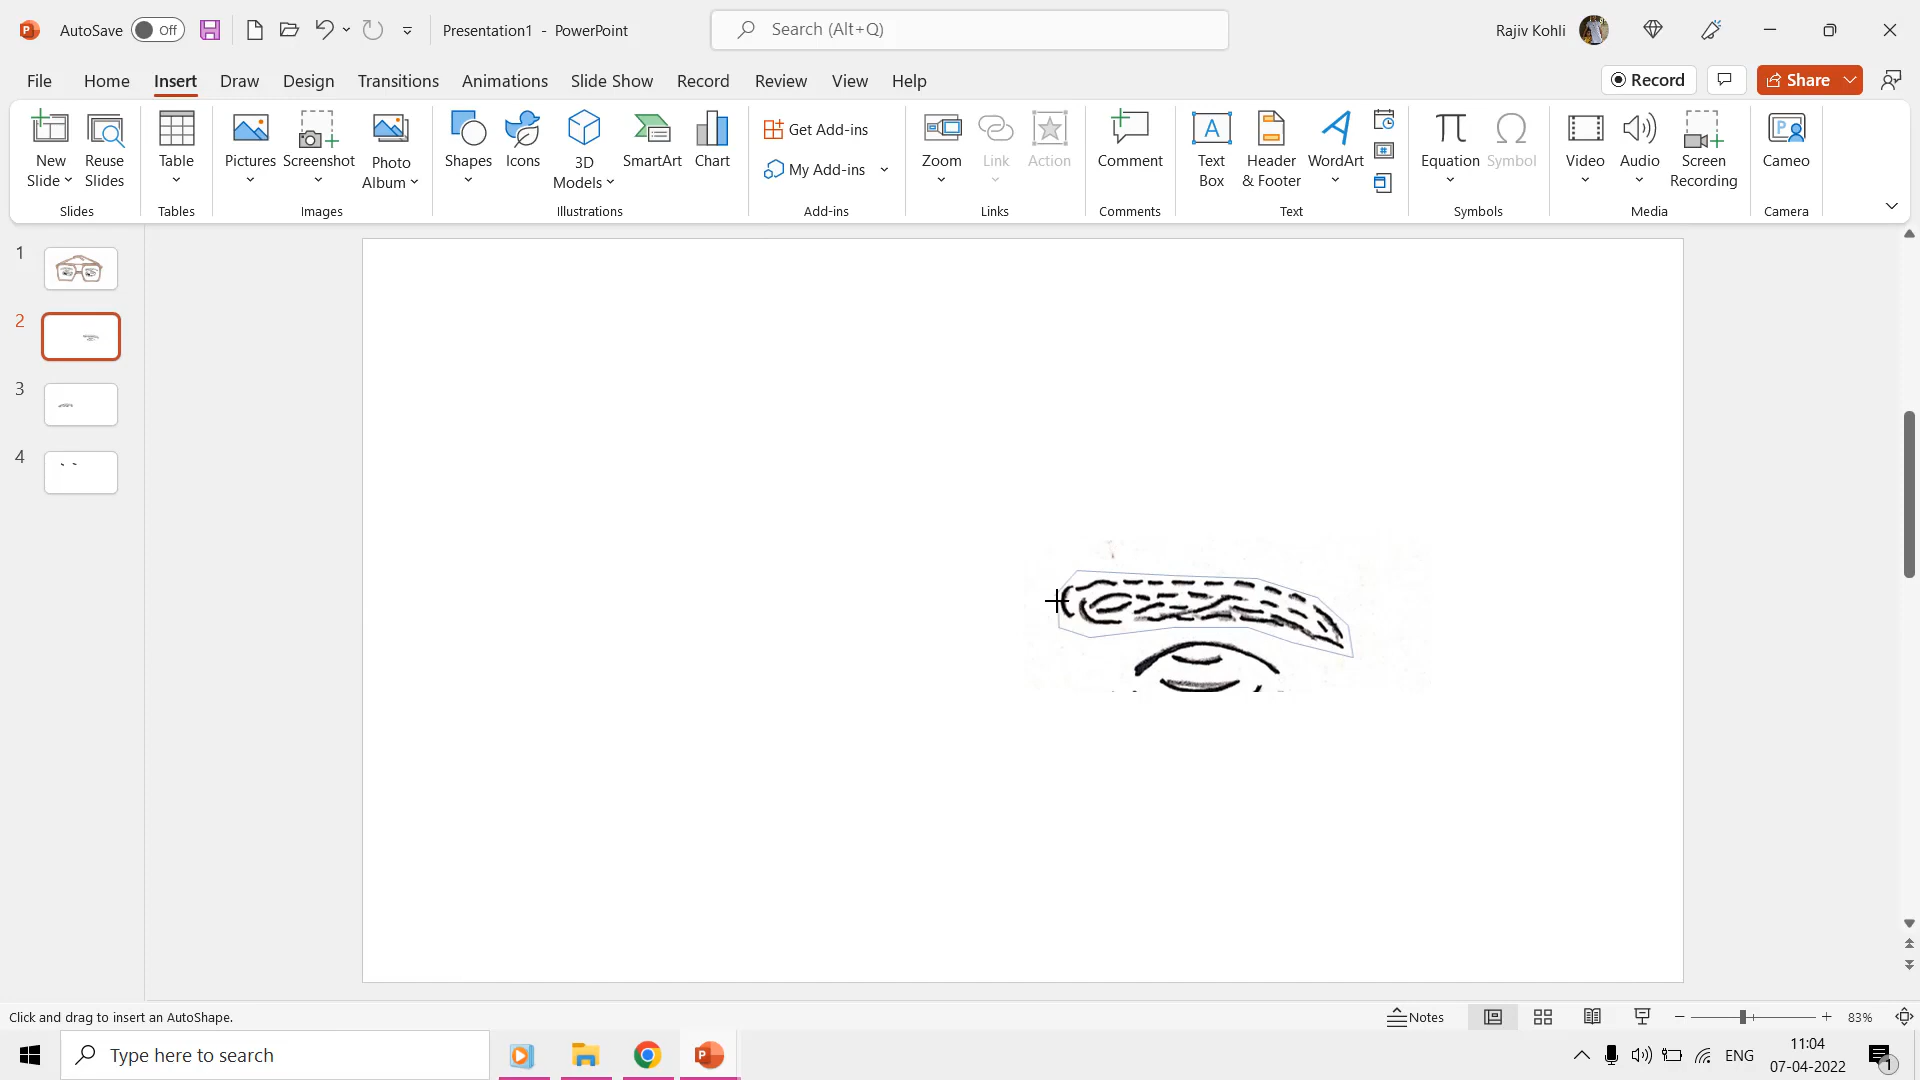 AutoSave Off Presentation1 - PowerPoint Search (Alt+Q) Rajiv Kohli
File Home Insert Draw Design Transitions Animations Slide Show Record Review View Help Record Share
New Slide Reuse Slides Table Pictures Screenshot Photo Album Shapes Icons 3D Models SmartArt Chart Get Add-ins My Add-ins Zoom Link Action Comment Text Box Header & Footer WordArt Equation Symbol Video Audio Screen Recording Cameo
Slides Tables Images Illustrations Add-ins Links Comments Text Symbols Media Camera
1
2
3
4
Click and drag to insert an AutoShape. Notes 83%
Type here to search ENG 11:04
07-04-2022 1